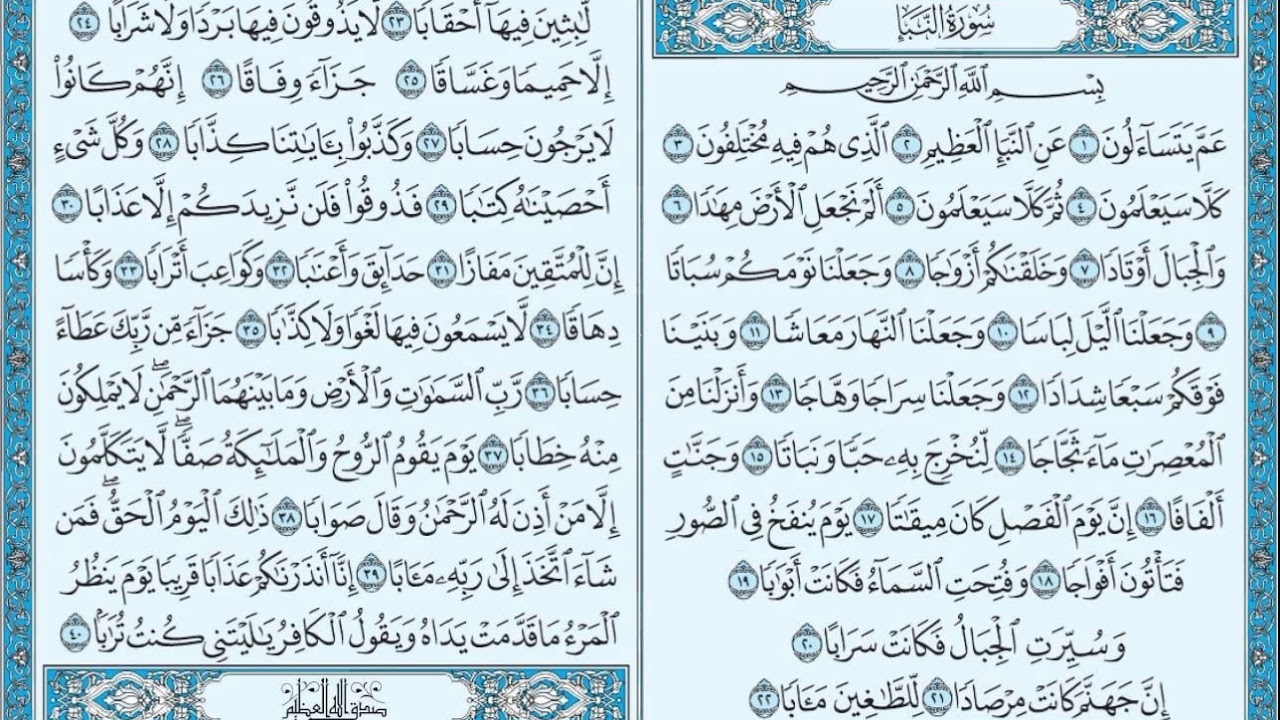 سُورَةُ النَّبَإِ
بِسْمِ اللَّهِ الرَّحْمَٰنِ الرَّحِيمِ
عَمَّ يَتَسَآءَلُونَ ١ عَنِ ٱلنَّبَإِ ٱلْعَظِيمِ ٢ ٱلَّذِى هُمْ فِيهِ مُخْتَلِفُونَ ٣
كَلَّا سَيَعْلَمُونَ ٤ ثُمَّ كَلَّا سَيَعْلَمُونَ ٥ أَلَمْ نَجْعَلِ ٱلْأَرْضَ مِهَٰدًا ٦
وَٱلْجِبَالَ أَوْتَادًا ٧ وَخَلَقْنَٰكُمْ أَزْوَٰجًا ٨ وَجَعَلْنَا نَوْمَكُمْ سُبَاتًا
٩ وَجَعَلْنَا ٱلَّيْلَ لِبَاسًا ١٠ وَجَعَلْنَا ٱلنَّهَارَ مَعَاشًا ١١ وَبَنَيْنَا
فَوْقَكُمْ سَبْعًا شِدَادًا ١٢ وَجَعَلْنَا سِرَاجًا وَهَّاجًا ١٣ وَأَنزَلْنَا مِنَ
ٱلْمُعْصِرَٰتِ مَآءً ثَجَّاجًا ١٤ لِّنُخْرِجَ بِهِۦ حَبًّا وَنَبَاتًا ١٥ وَجَنَّٰتٍ
أَلْفَافًا ١٦ إِنَّ يَوْمَ ٱلْفَصْلِ كَانَ مِيقَٰتًا ١٧ يَوْمَ يُنفَخُ فِى ٱلصُّورِ
فَتَأْتُونَ أَفْوَاجًا ١٨ وَفُتِحَتِ ٱلسَّمَآءُ فَكَانَتْ أَبْوَٰبًا ١٩
وَسُيِّرَتِ ٱلْجِبَالُ فَكَانَتْ سَرَابًا ٢٠
إِنَّ جَهَنَّمَ كَانَتْ مِرْصَادًا ٢١ لِّلطَّٰغِينَ مَـَٔابًا ٢٢
لَّٰبِثِينَ فِيهَآ أَحْقَابًا ٢٣ لَّا يَذُوقُونَ فِيهَا بَرْدًا وَلَا شَرَابًا ٢٤
إِلَّا حَمِيمًا وَغَسَّاقًا ٢٥ جَزَآءً وِفَاقًا ٢٦ إِنَّهُمْ كَانُوا۟
لَا يَرْجُونَ حِسَابًا ٢٧ وَكَذَّبُوا۟ بِـَٔايَٰتِنَا كِذَّابًا ٢٨ وَكُلَّ شَىْءٍ
أَحْصَيْنَٰهُ كِتَٰبًا ٢٩ فَذُوقُوا۟ فَلَن نَّزِيدَكُمْ إِلَّا عَذَابًا ٣٠
إِنَّ لِلْمُتَّقِينَ مَفَازًا ٣١ حَدَآئِقَ وَأَعْنَٰبًا ٣٢ وَكَوَاعِبَ أَتْرَابًا ٣٣ وَكَأْسًا
دِهَاقًا ٣٤ لَّا يَسْمَعُونَ فِيهَا لَغْوًا وَلَا كِذَّٰبًا ٣٥ جَزَآءً مِّن رَّبِّكَ عَطَآءً
حِسَابًا ٣٦ رَّبِّ ٱلسَّمَٰوَٰتِ وَٱلْأَرْضِ وَمَا بَيْنَهُمَا ٱلرَّحْمَٰنِ ۖ لَا يَمْلِكُونَ
مِنْهُ خِطَابًا ٣٧ يَوْمَ يَقُومُ ٱلرُّوحُ وَٱلْمَلَٰٓئِكَةُ صَفًّا ۖ لَّا يَتَكَلَّمُونَ
إِلَّا مَنْ أَذِنَ لَهُ ٱلرَّحْمَٰنُ وَقَالَ صَوَابًا ٣٨ ذَٰلِكَ ٱلْيَوْمُ ٱلْحَقُّ ۖ فَمَن
شَآءَ ٱتَّخَذَ إِلَىٰ رَبِّهِۦ مَـَٔابًا ٣٩ إِنَّآ أَنذَرْنَٰكُمْ عَذَابًا قَرِيبًا يَوْمَ يَنظُرُ
ٱلْمَرْءُ مَا قَدَّمَتْ يَدَاهُ وَيَقُولُ ٱلْكَافِرُ يَٰلَيْتَنِى كُنتُ تُرَٰبًۢا ٤٠
صدق الله العظيم